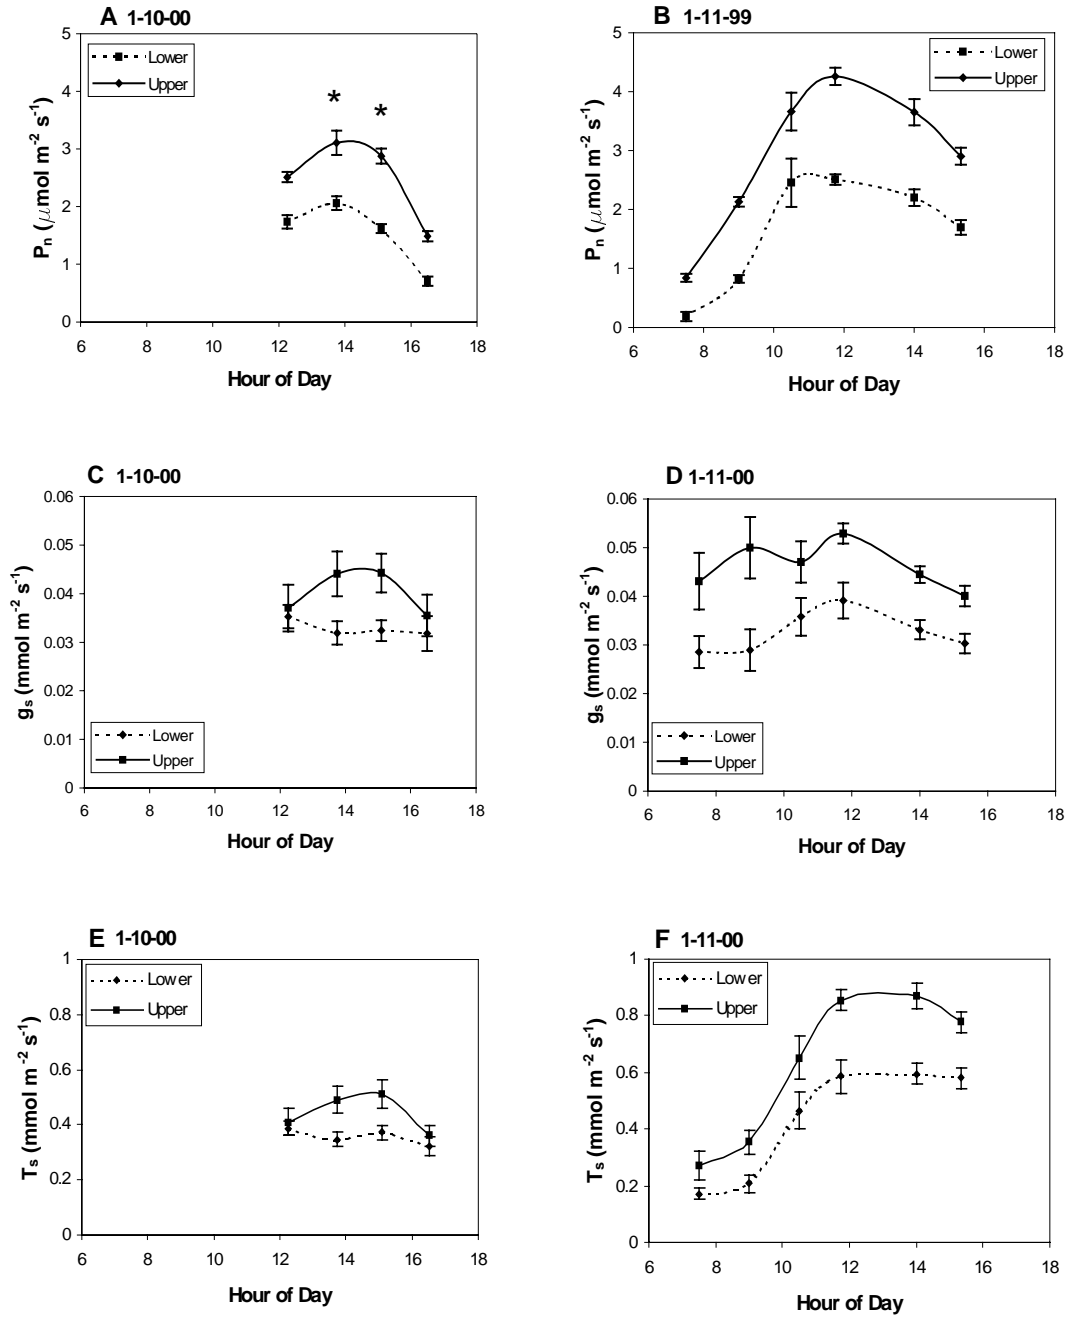 A 1-10-00
5
4
3
2
1
0
Pn (μmol m-2 s-1)
Lower
Upper
*
*
6 8 10 12 14 16 18
Hour of Day
B 1-11-99
5
4
3
2
1
0
Pn (μmol m-2 s-1)
Lower
Upper
6 8 10 12 14 16 18
Hour of Day
C 1-10-00
0.06
0.05
0.04
0.03
0.02
0.01
0
gs (mmol m-2 s-1)
Lower
Upper
6 8 10 12 14 16 18
Hour of Day
D 1-11-00
0.06
0.05
0.04
0.03
0.02
0.01
0
gs (mmol m-2 s-1)
Lower
Upper
6 8 10 12 14 16 18
Hour of Day
E 1-10-00
1
0.8
0.6
0.4
0.2
0
Ts (mmol m-2 s-1)
Lower
Upper
6 8 10 12 14 16 18
Hour of Day
F 1-11-00
1
0.8
0.6
0.4
0.2
0
Ts (mmol m-2 s-1)
Lower
Upper
6 8 10 12 14 16 18
Hour of Day